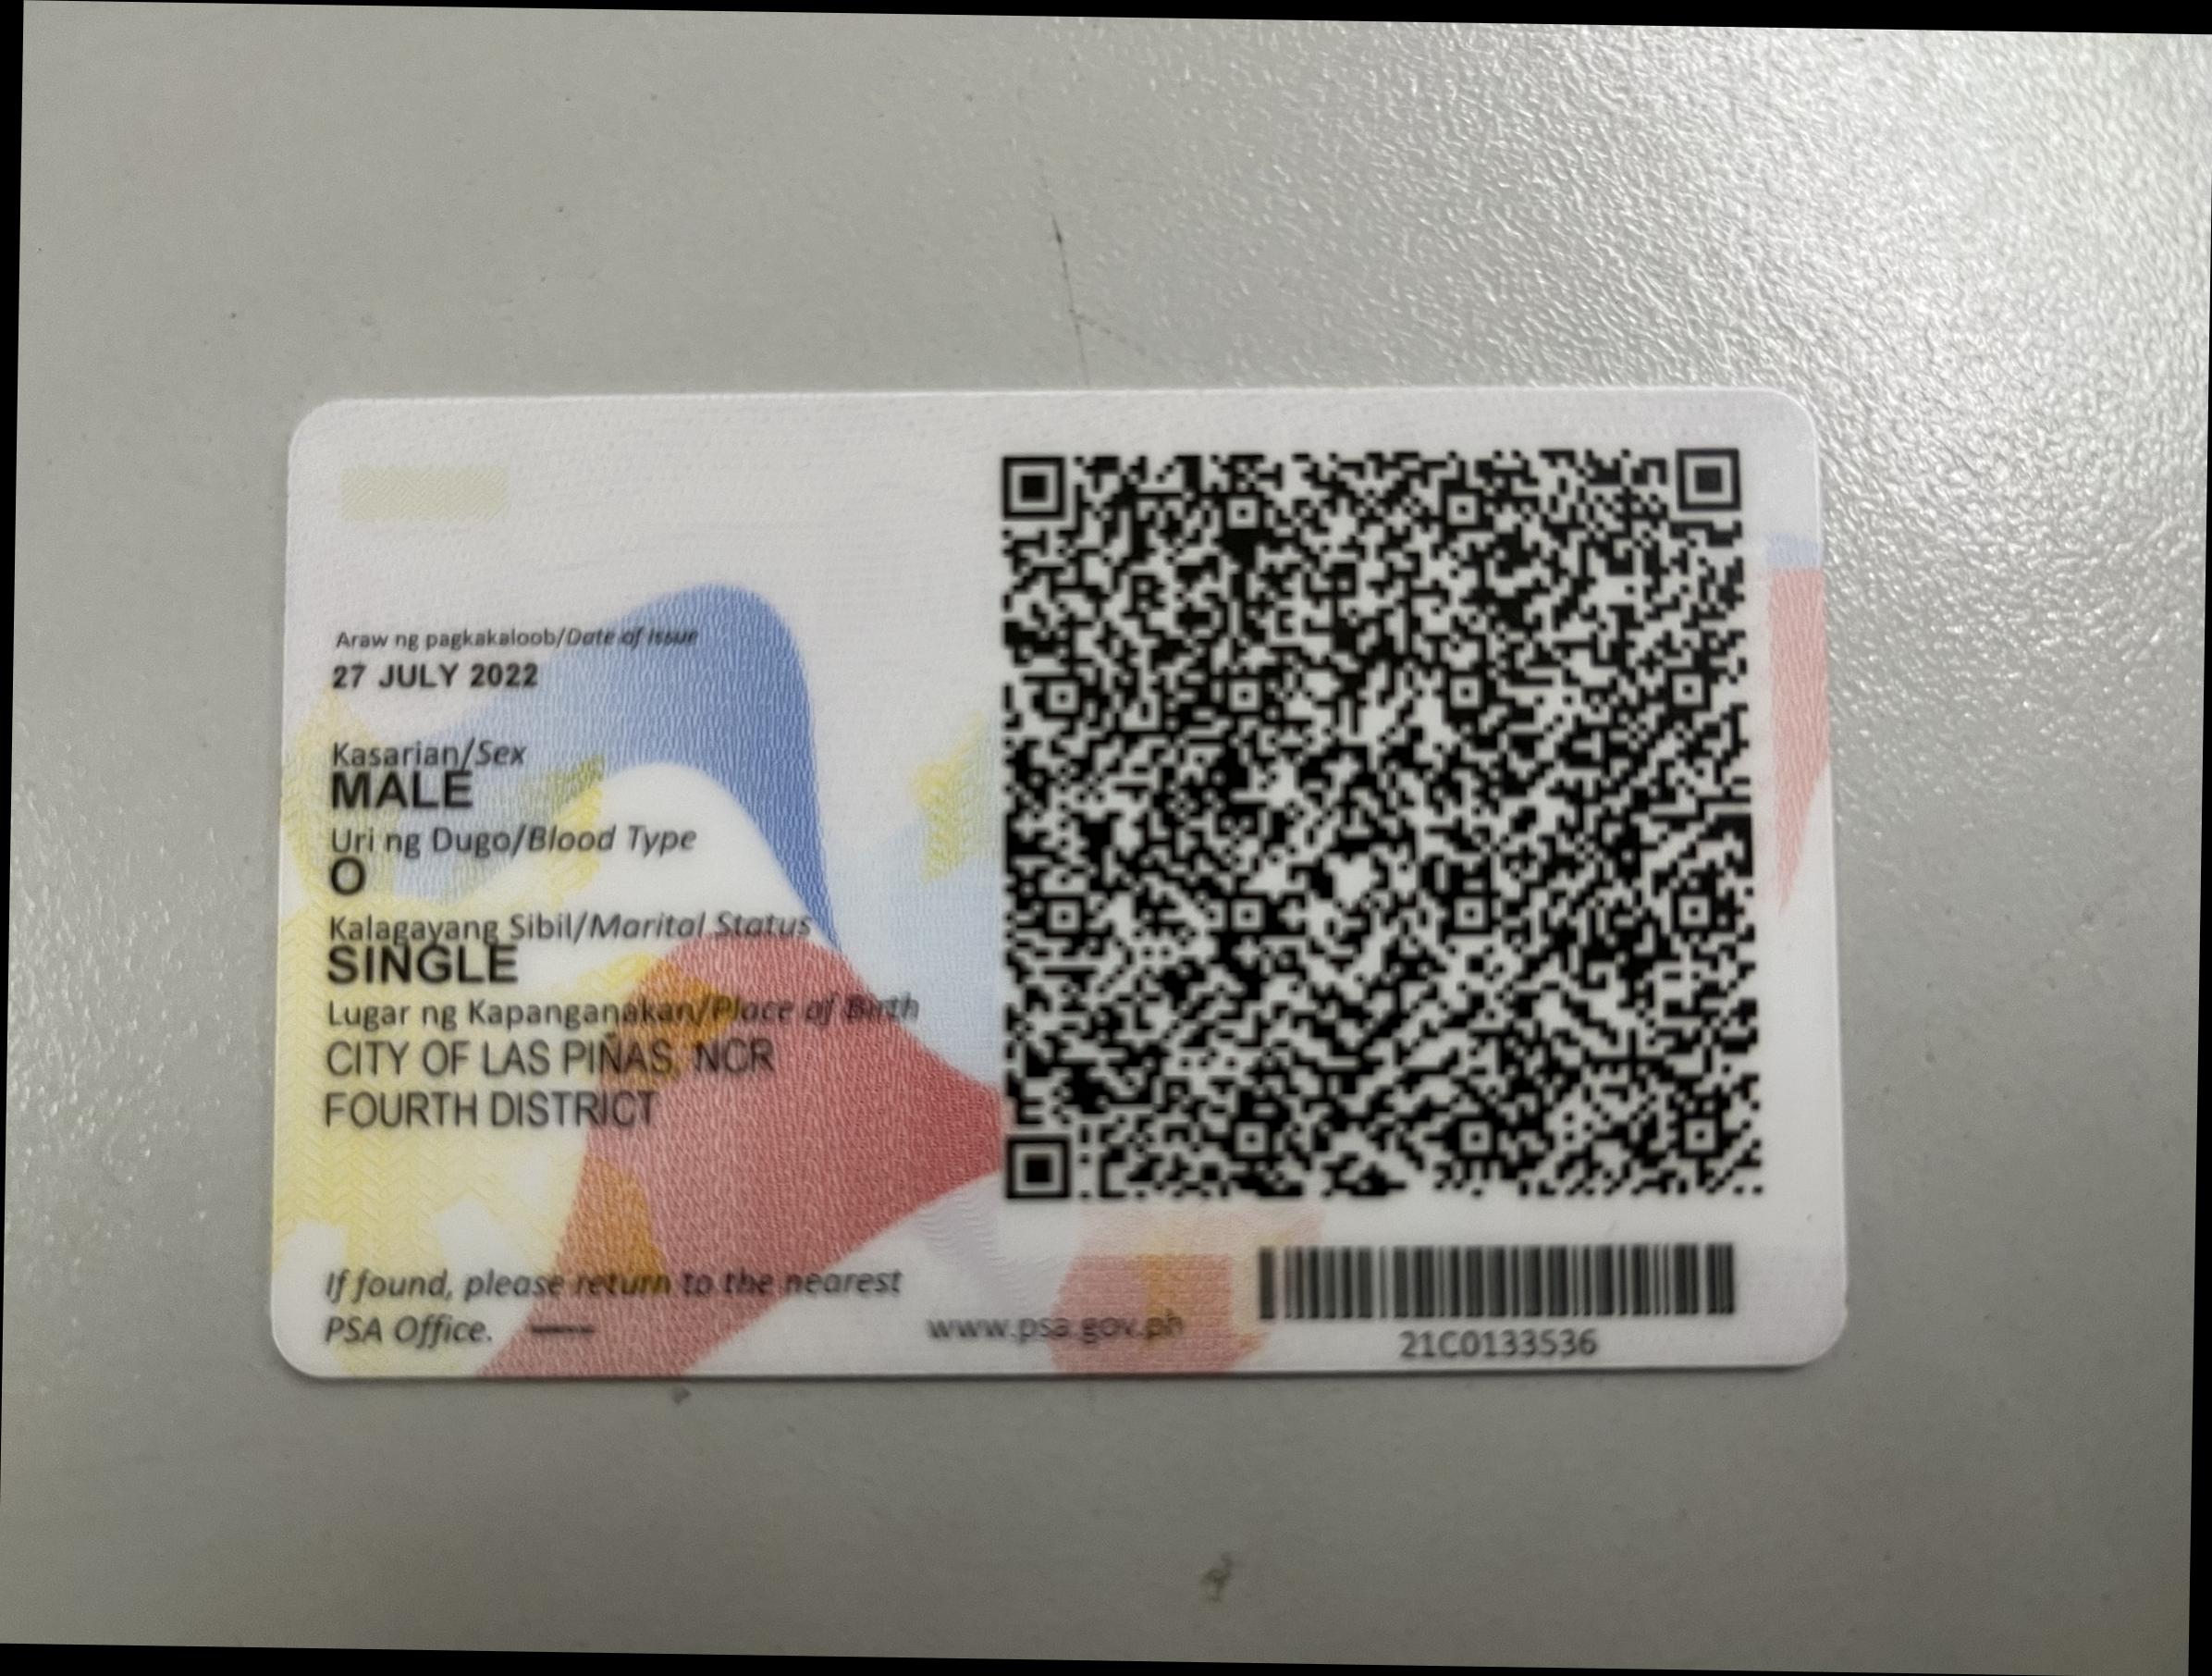 Araw ng pagkakaloob/Date of Issue
27 JULY 2022
Kasarian/Sex
MALE
Uri ng Dugo/Blood Type
O
Kalagayang Sibil/Marital Status
SINGLE
Lugar ng Kapanganakan/Place of Birth
CITY OF LAS PIÑAS, NCR
FOURTH DISTRICT
If found, please return to the nearest
PSA Office.
www.psa.gov.ph
21C0133536